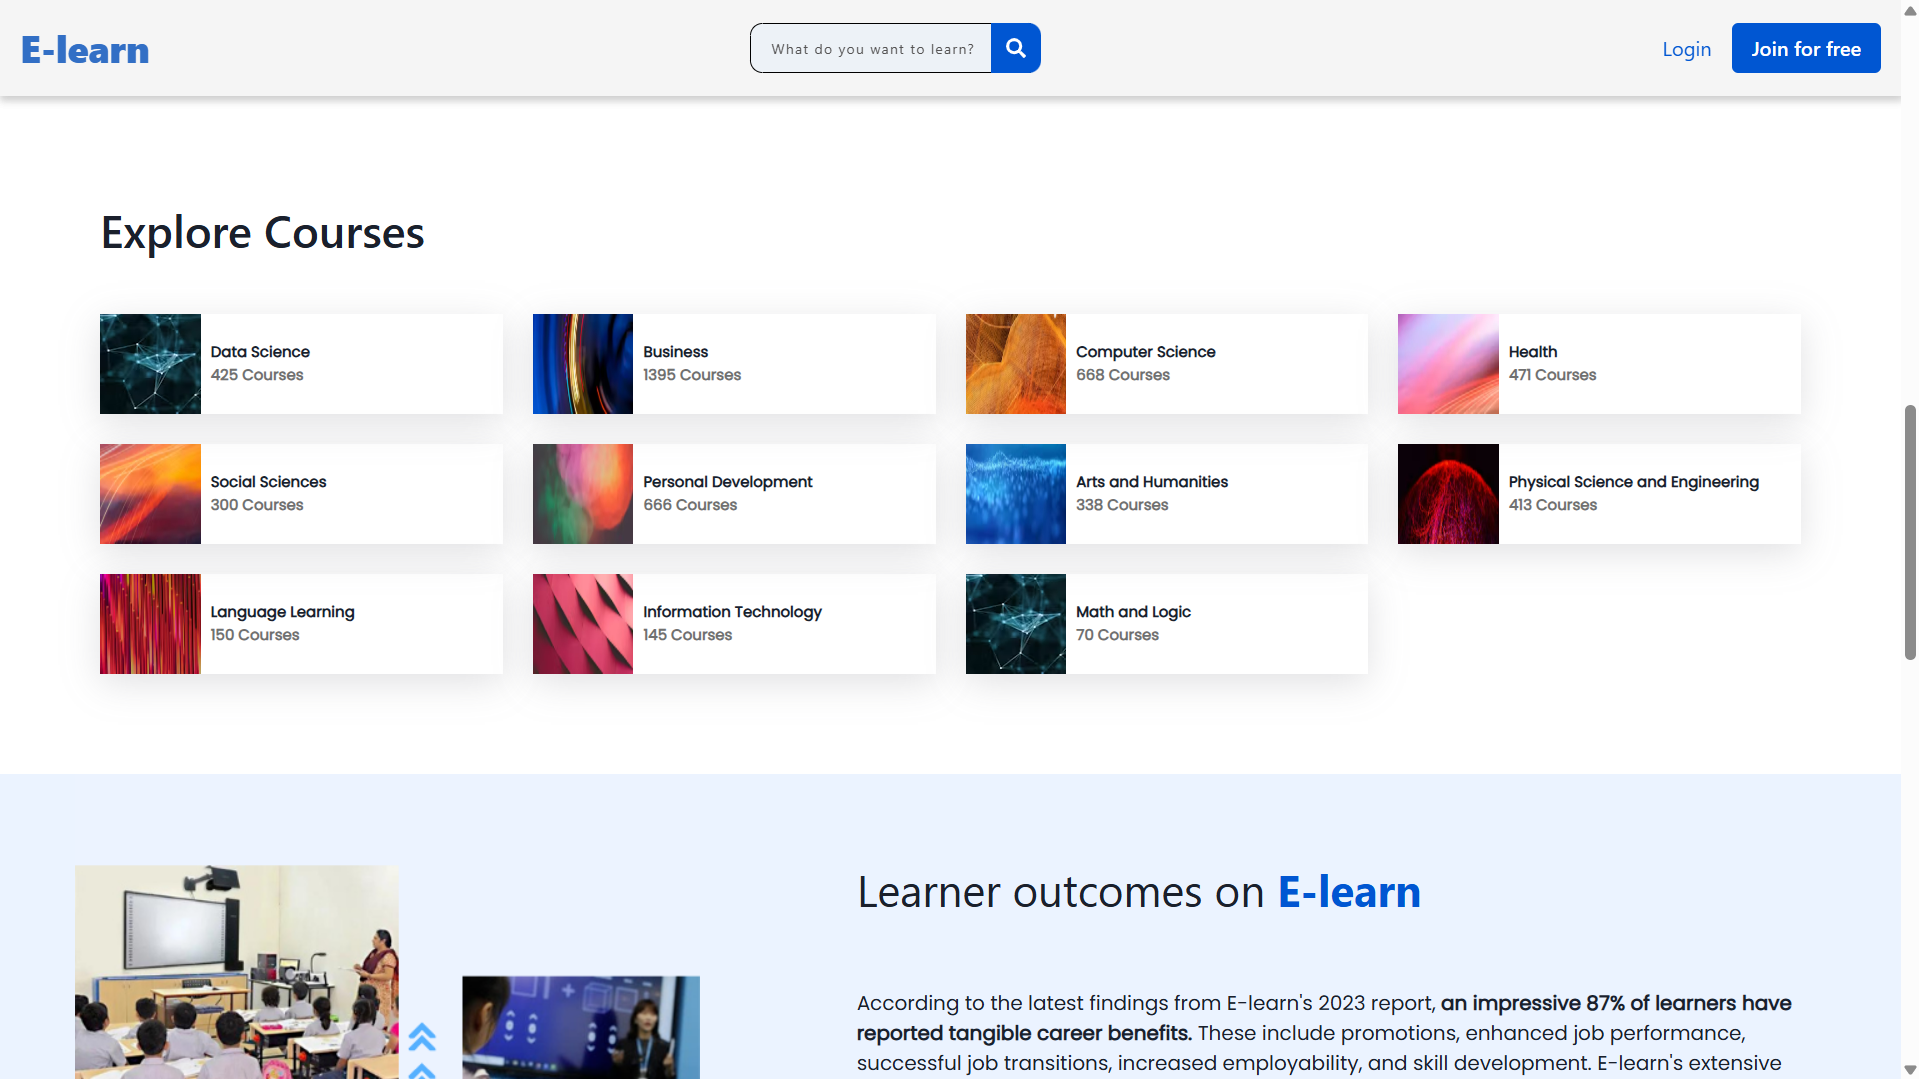 E-learn
What do you want to learn?
Login
Join for free
Explore Courses
Data Science
425 Courses
Business
1395 Courses
Computer Science
668 Courses
Health
471 Courses
Social Sciences
300 Courses
Personal Development
666 Courses
Arts and Humanities
338 Courses
Physical Science and Engineering
413 Courses
Language Learning
150 Courses
Information Technology
145 Courses
Math and Logic
70 Courses
Learner outcomes on E-learn
According to the latest findings from E-learn's 2023 report, an impressive 87% of learners have
reported tangible career benefits. These include promotions, enhanced job performance,
successful job transitions, increased employability, and skill development. E-learn's extensive